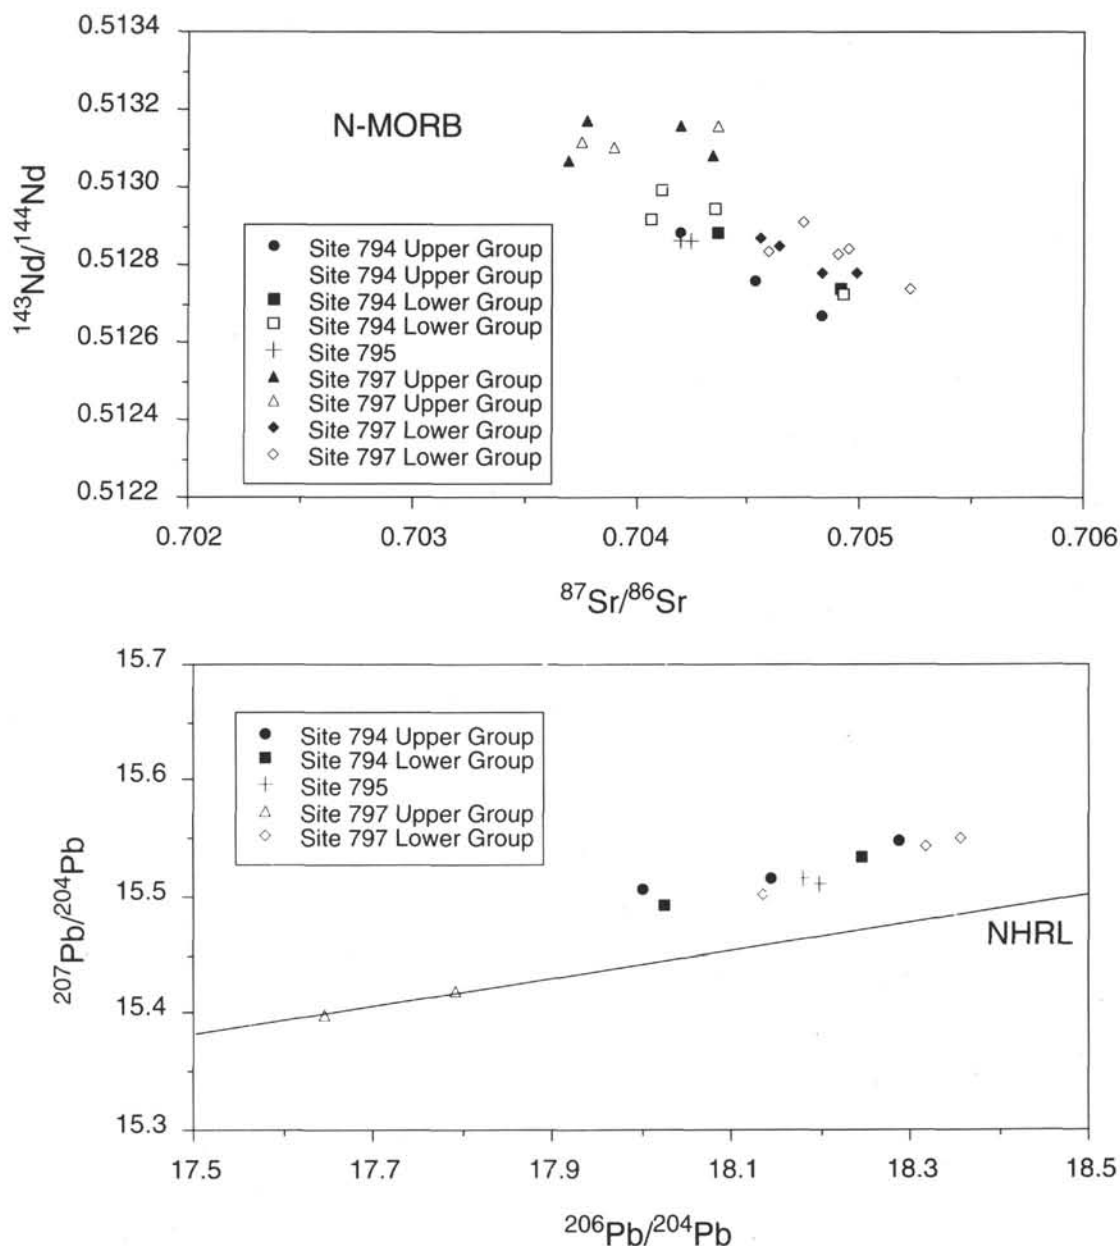 0.5134
0.5132
0.5130
0.5128
0.5126
0.5124
0.5122
¹⁴³Nd/¹⁴⁴Nd
N-MORB
Site 794 Upper Group
Site 794 Upper Group
Site 794 Lower Group
Site 794 Lower Group
Site 795
Site 797 Upper Group
Site 797 Upper Group
Site 797 Lower Group
Site 797 Lower Group
0.702 0.703 0.704 0.705 0.706
⁸⁷Sr/⁸⁶Sr
15.7
15.6
15.5
15.4
15.3
²⁰⁷Pb/²⁰⁴Pb
Site 794 Upper Group
Site 794 Lower Group
Site 795
Site 797 Upper Group
Site 797 Lower Group
NHRL
17.5 17.7 17.9 18.1 18.3 18.5
²⁰⁶Pb/²⁰⁴Pb